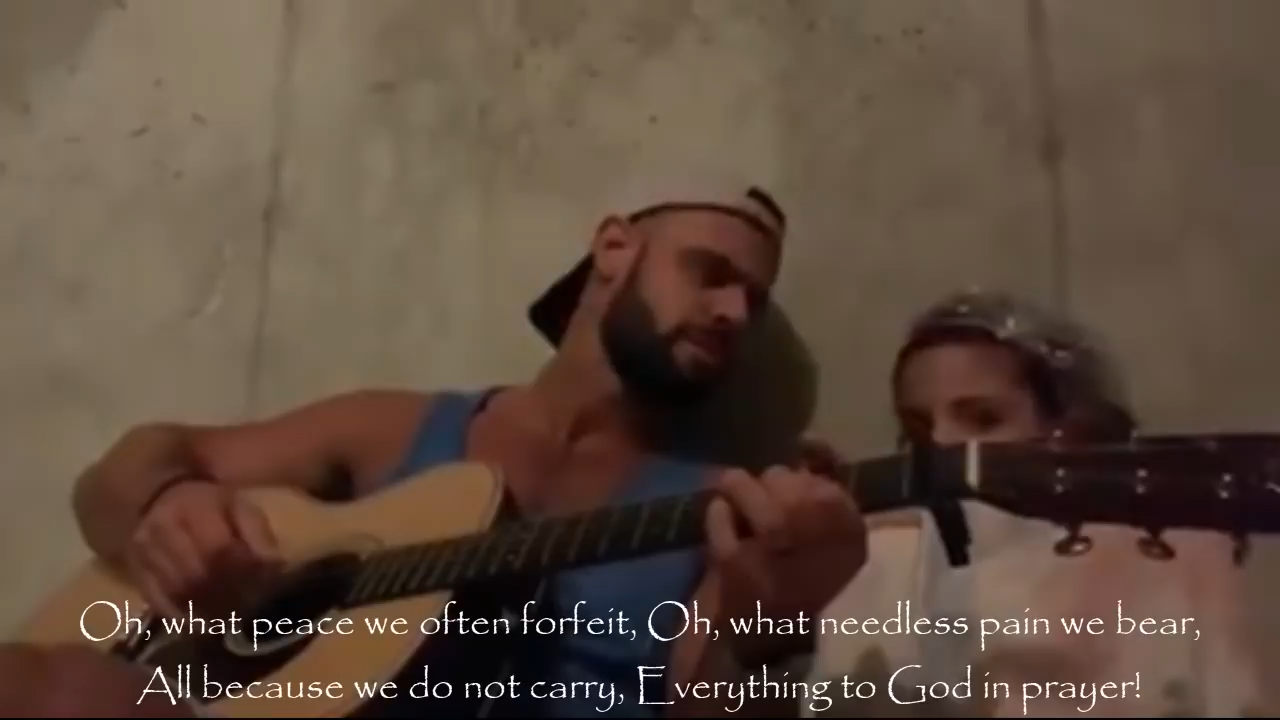 Oh, what peace we often forfeit, Oh, what needless pain we bear,
All because we do not carry, Everything to God in prayer!